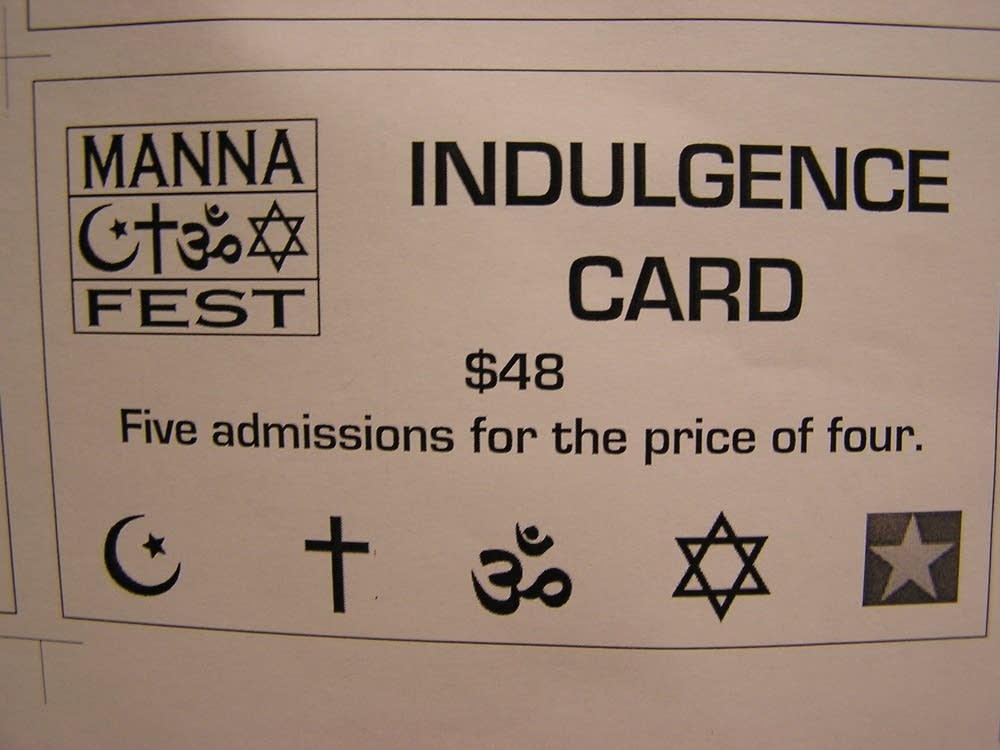 MANNA
FEST
INDULGENCE
CARD
$48
Five admissions for the price of four.